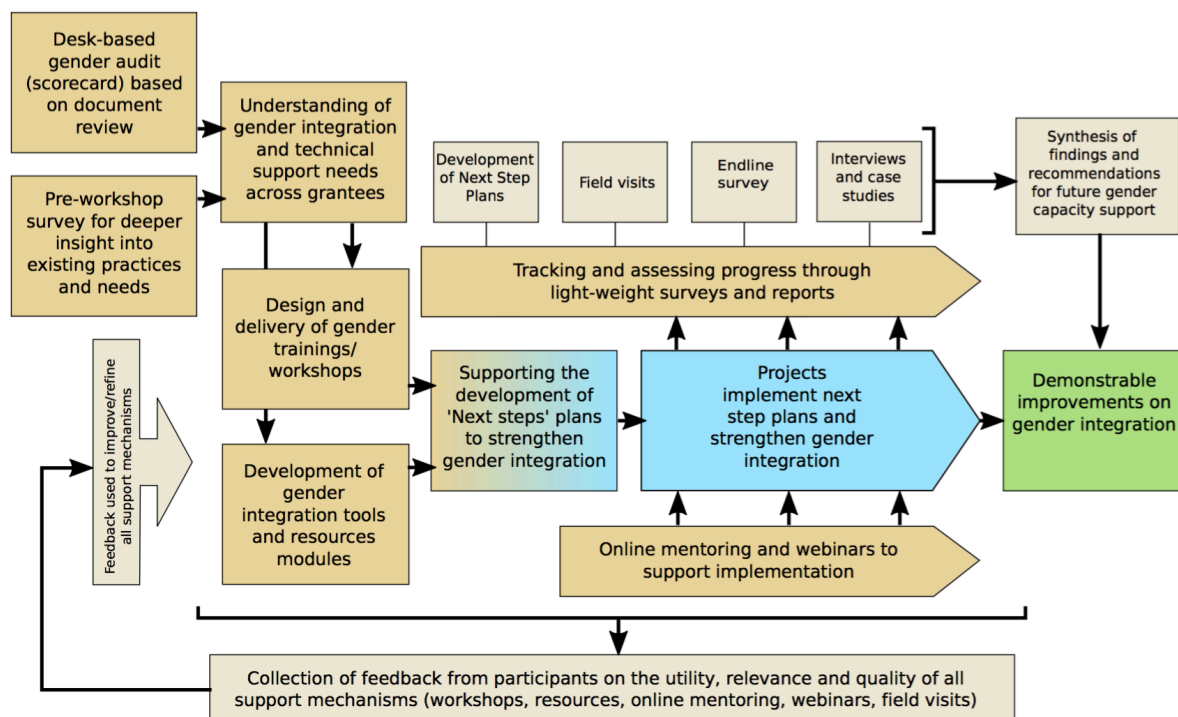 Desk-based
gender audit
(scorecard) based
on document
review
Pre-workshop
survey for deeper
insight into
existing practices
and needs
Understanding of
gender integration
and technical
support needs
across grantees
Design and
delivery of gender
trainings/
workshops
Development of
gender
integration tools
and resources
modules
Feedback used to improve/refine
all support mechanisms
Development
of Next Step
Plans
Field visits
Endline
survey
Interviews
and case
studies
Synthesis of
findings and
recommendations
for future gender
capacity support
Tracking and assessing progress through
light-weight surveys and reports
Supporting the
development of
'Next steps' plans
to strengthen
gender integration
Projects
implement next
step plans and
strengthen gender
integration
Demonstrable
improvements on
gender integration
Online mentoring and webinars to
support implementation
Collection of feedback from participants on the utility, relevance and quality of all
support mechanisms (workshops, resources, online mentoring, webinars, field visits)